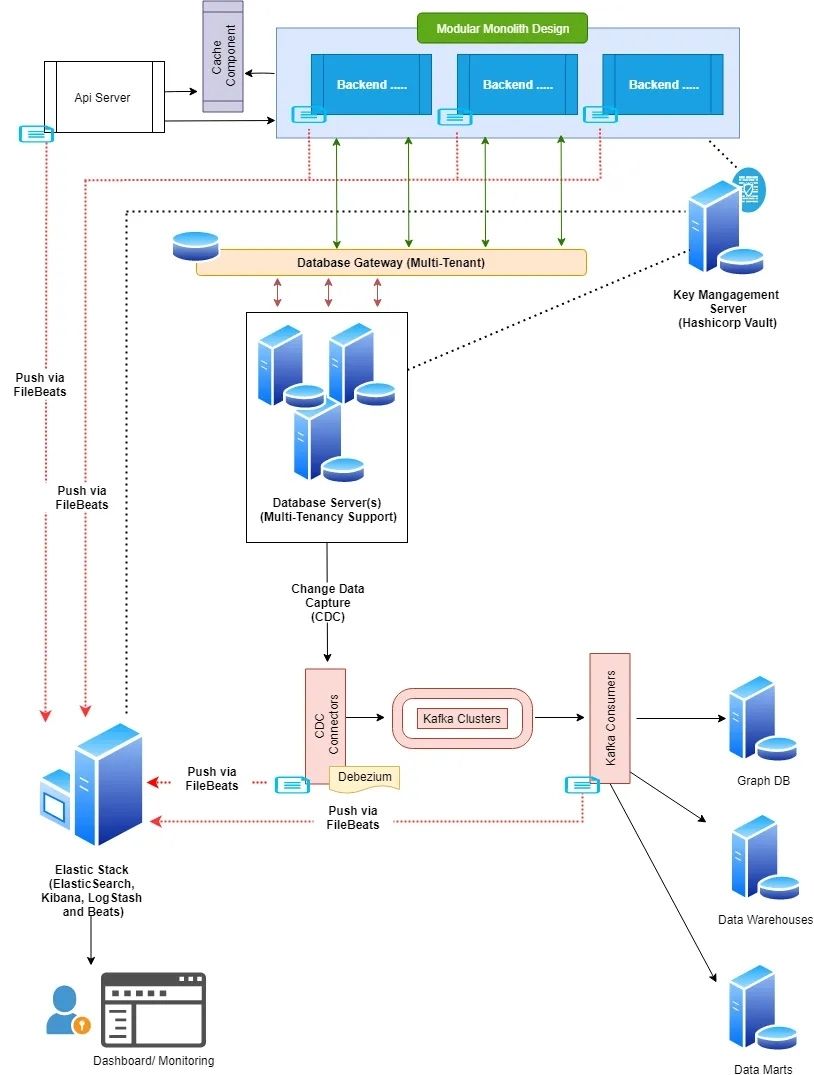 Modular Monolith Design
Cache
Component
Api Server
Backend .....
Backend .....
Backend .....
Database Gateway (Multi-Tenant)
Key Mangagement
Server
(Hashicorp Vault)
Push via
FileBeats
Push via
FileBeats
Database Server(s)
(Multi-Tenancy Support)
Change Data
Capture
(CDC)
CDC
Connectors
Kafka Clusters
Kafka Consumers
Debezium
Push via
FileBeats
Push via
FileBeats
Graph DB
Elastic Stack
(ElasticSearch,
Kibana, LogStash
and Beats)
Data Warehouses
Dashboard/ Monitoring
Data Marts